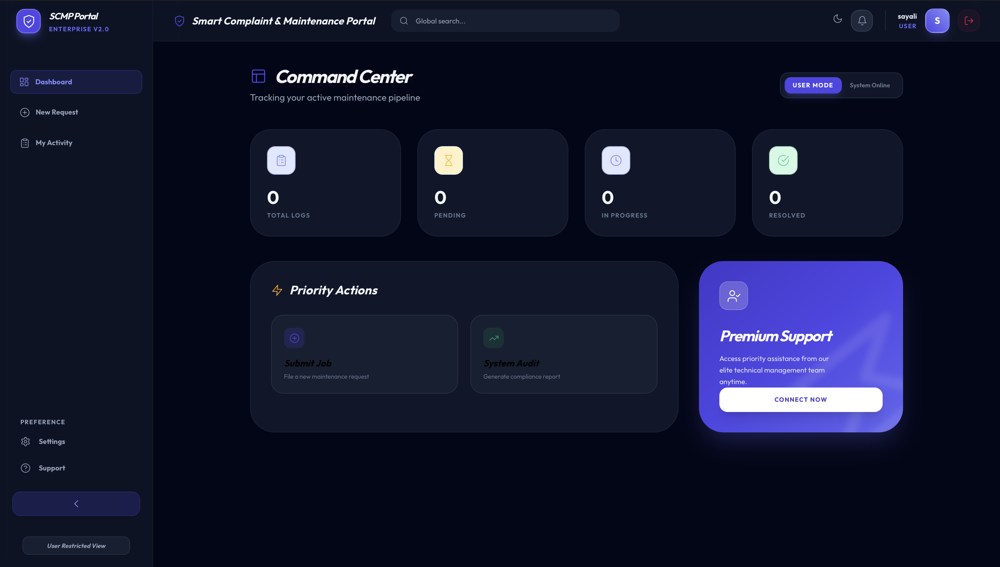 SCMP Portal
ENTERPRISE V2.0
Smart Complaint & Maintenance Portal
Global search...
sayali
USER
S
Dashboard
New Request
My Activity
Command Center
Tracking your active maintenance pipeline
USER MODE
System Online
0
TOTAL LOGS
0
PENDING
0
IN PROGRESS
0
RESOLVED
Priority Actions
Submit Job
File a new maintenance request
System Audit
Generate compliance report
Premium Support
Access priority assistance from our
elite technical management team
anytime.
CONNECT NOW
PREFERENCE
Settings
Support
User Restricted View